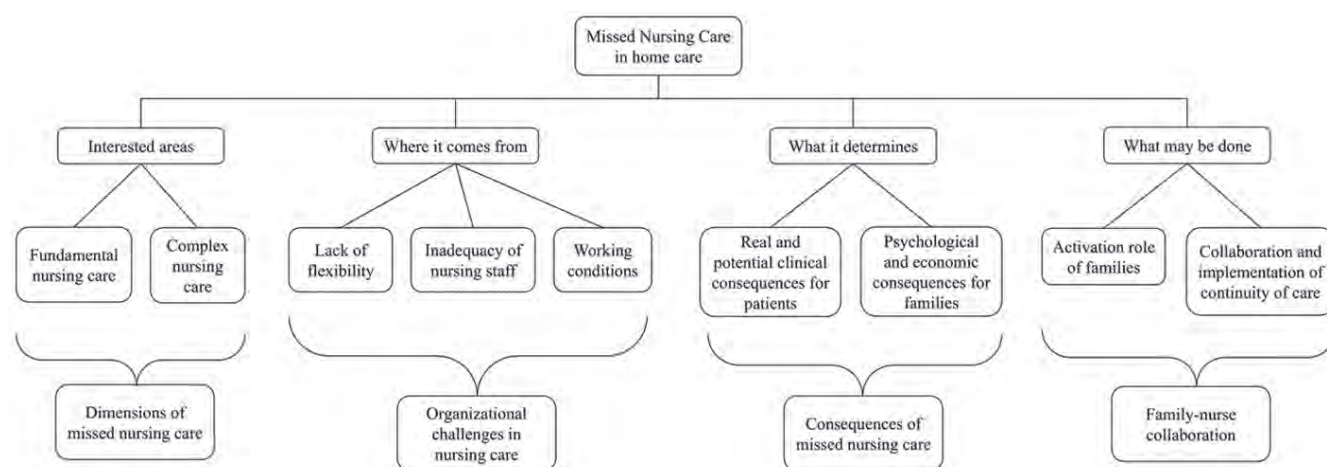 Missed Nursing Care
in home care
Interested areas
Where it comes from
What it determines
What may be done
Fundamental
nursing care
Complex
nursing
care
Lack of
flexibility
Inadequacy of
nursing staff
Working
conditions
Real and
potential clinical
consequences for
patients
Psychological
and economic
consequences for
families
Activation role
of families
Collaboration and
implementation of
continuity of care
Dimensions of
missed nursing care
Organizational
challenges in
nursing care
Consequences of
missed nursing care
Family-nurse
collaboration